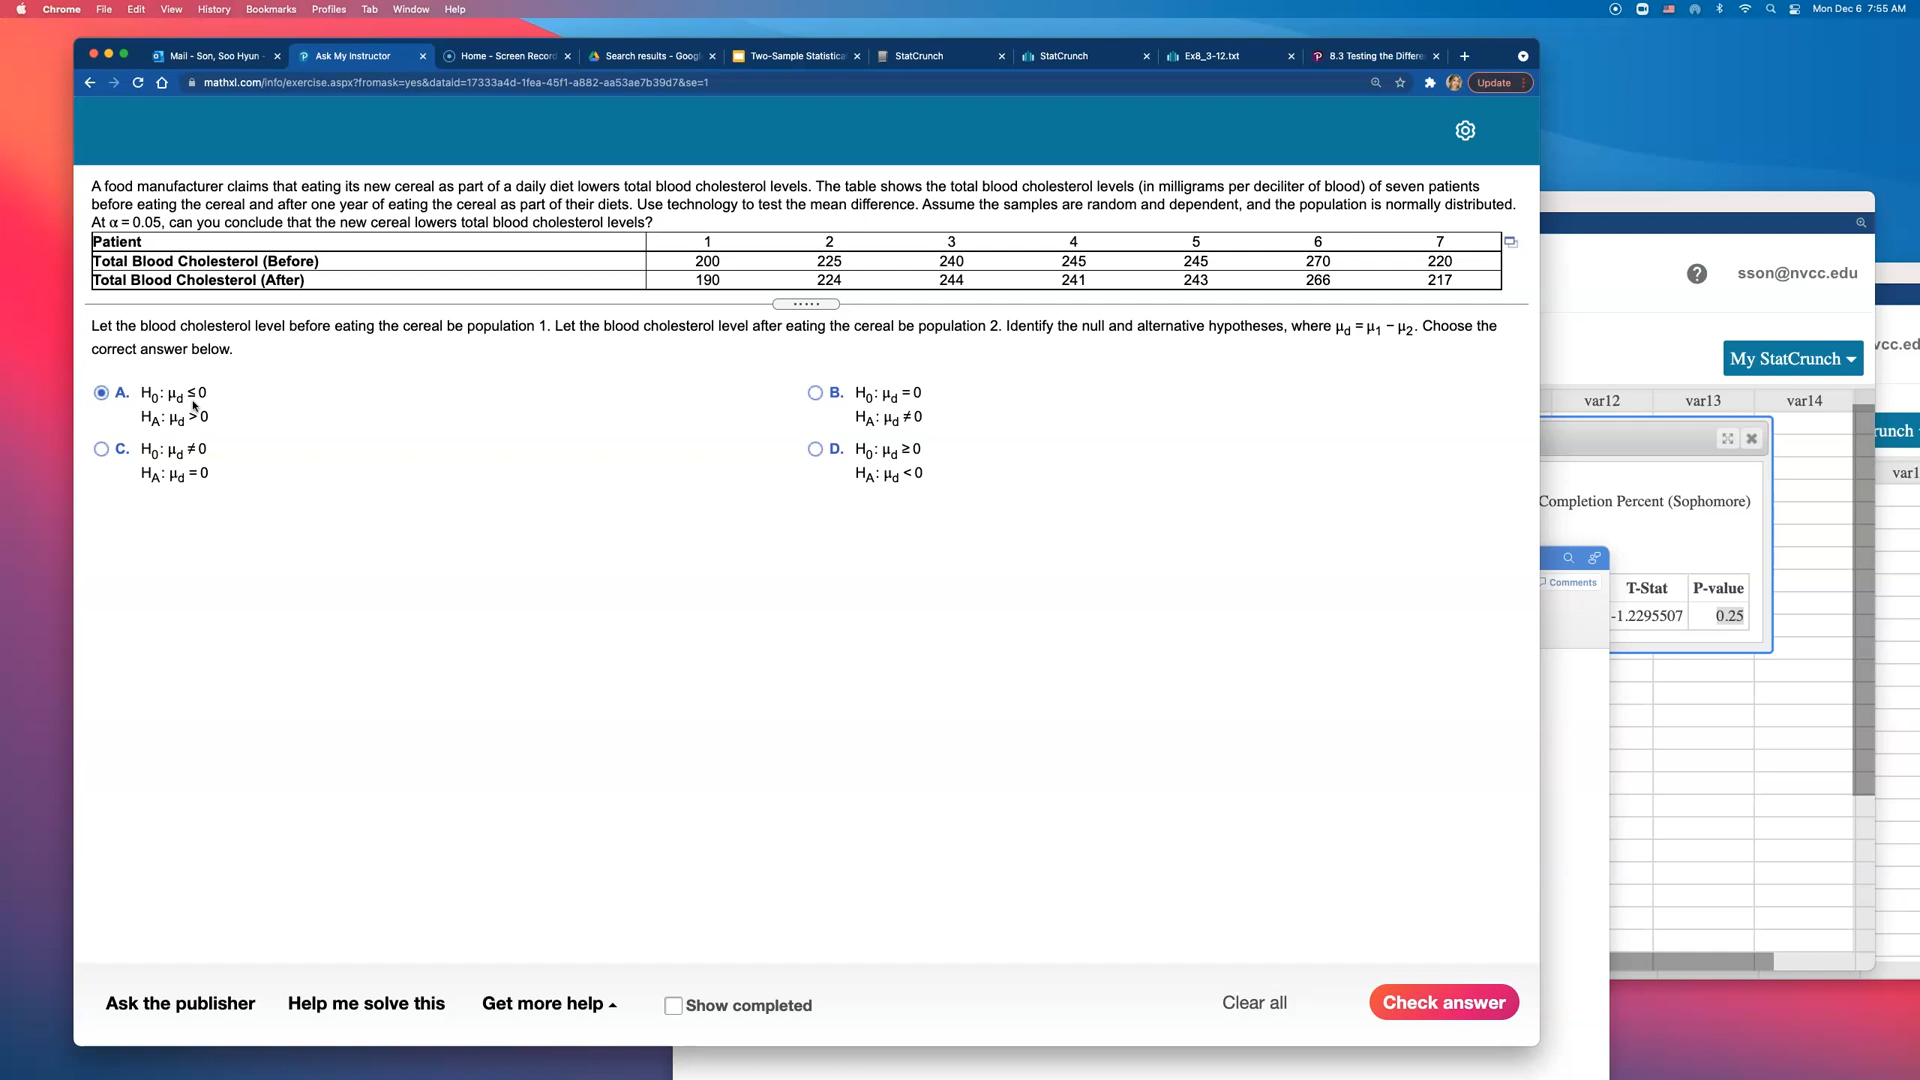 Chrome File Edit View History Bookmarks Profiles Tab Window Help Mon Dec 6 7:55 AM
Mail - Son, Soo Hyun - Ask My Instructor Home - Screen Record Search results - Googl Two-Sample Statistica StatCrunch StatCrunch Ex8_3-12.txt 8.3 Testing the Differe
mathxl.com/info/exercise.aspx?fromask=yes&dataid=17333a4d-1fea-45f1-a882-aa53ae7b39d7&se=1 Update
A food manufacturer claims that eating its new cereal as part of a daily diet lowers total blood cholesterol levels. The table shows the total blood cholesterol levels (in milligrams per deciliter of blood) of seven patients
before eating the cereal and after one year of eating the cereal as part of their diets. Use technology to test the mean difference. Assume the samples are random and dependent, and the population is normally distributed.
At α = 0.05, can you conclude that the new cereal lowers total blood cholesterol levels?
Patient 1 2 3 4 5 6 7
Total Blood Cholesterol (Before) 200 225 240 245 245 270 220
Total Blood Cholesterol (After) 190 224 244 241 243 266 217
Let the blood cholesterol level before eating the cereal be population 1. Let the blood cholesterol level after eating the cereal be population 2. Identify the null and alternative hypotheses, where μd = μ1 − μ2. Choose the
correct answer below.
A. H0: μd ≤ 0
HA: μd > 0
B. H0: μd = 0
HA: μd ≠ 0
C. H0: μd ≠ 0
HA: μd = 0
D. H0: μd ≥ 0
HA: μd < 0
Ask the publisher Help me solve this Get more help Show completed Clear all Check answer
? sson@nvcc.edu
My StatCrunch
vcc.ed
var12 var13 var14
runch
var1
Completion Percent (Sophomore)
Comments
T-Stat P-value
-1.2295507 0.25